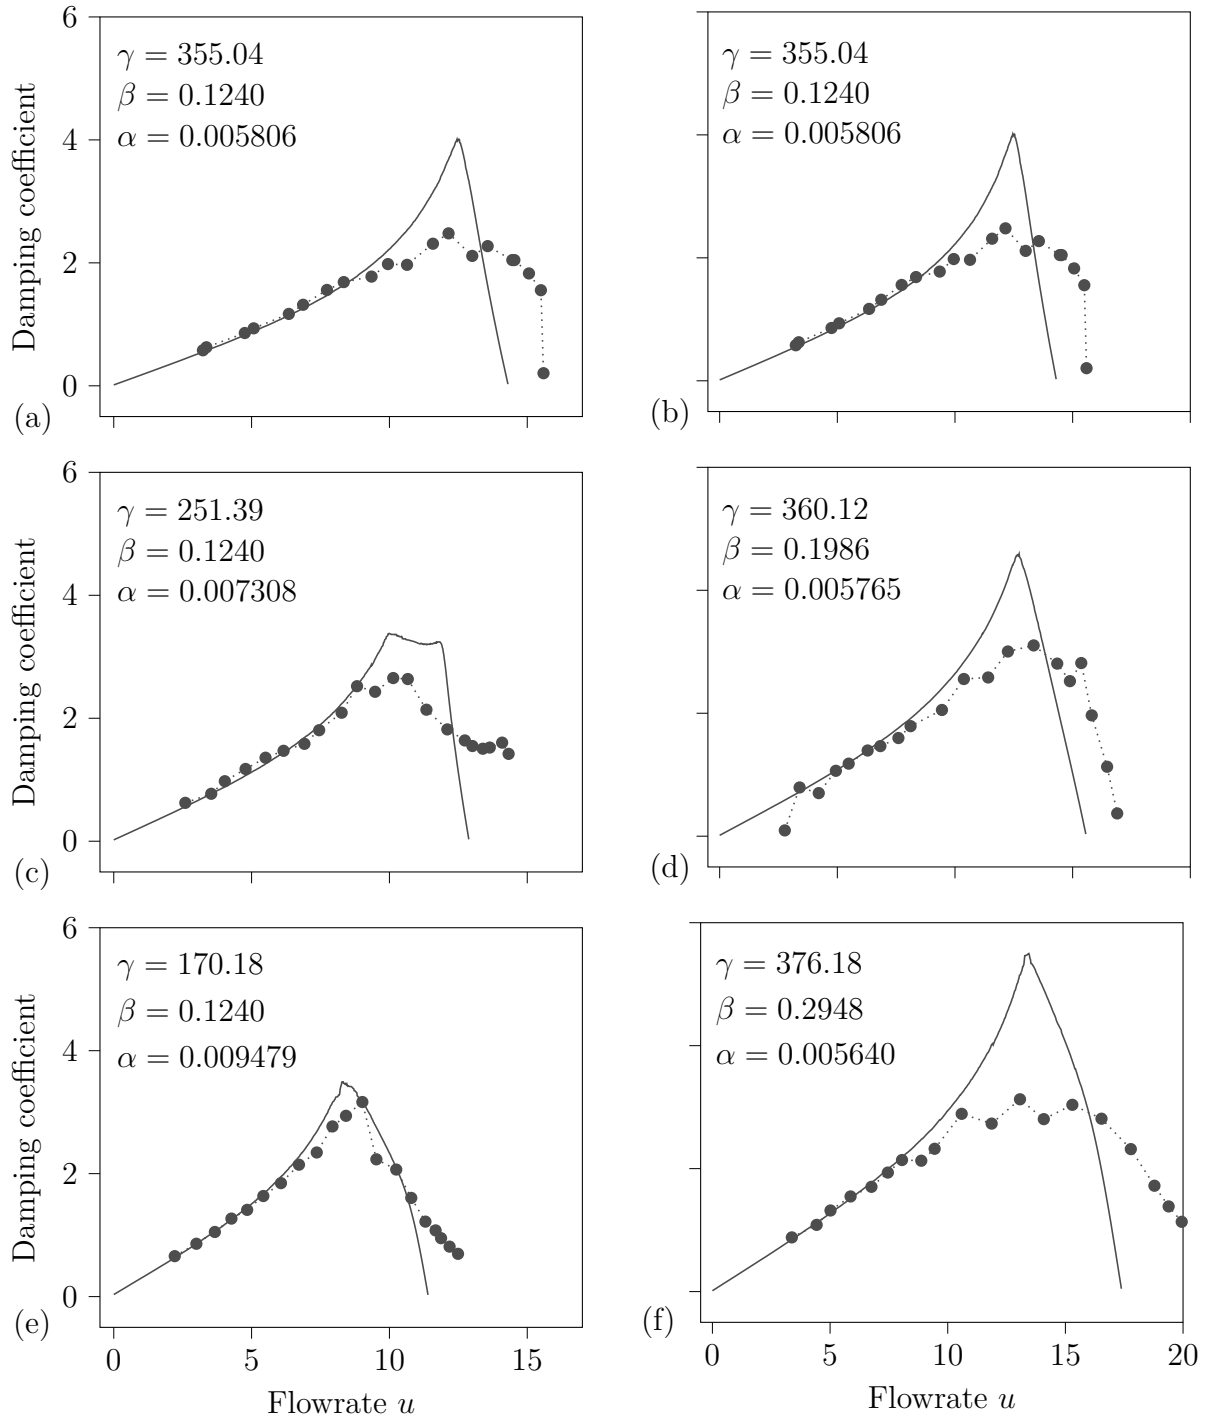 6
4
2
0
Damping coefficient
γ = 355.04
β = 0.1240
α = 0.005806
(a)
γ = 355.04
β = 0.1240
α = 0.005806
(b)
6
4
2
0
Damping coefficient
γ = 251.39
β = 0.1240
α = 0.007308
(c)
γ = 360.12
β = 0.1986
α = 0.005765
(d)
6
4
2
0
Damping coefficient
γ = 170.18
β = 0.1240
α = 0.009479
(e)
0 5 10 15
Flowrate u
γ = 376.18
β = 0.2948
α = 0.005640
(f)
0 5 10 15 20
Flowrate u